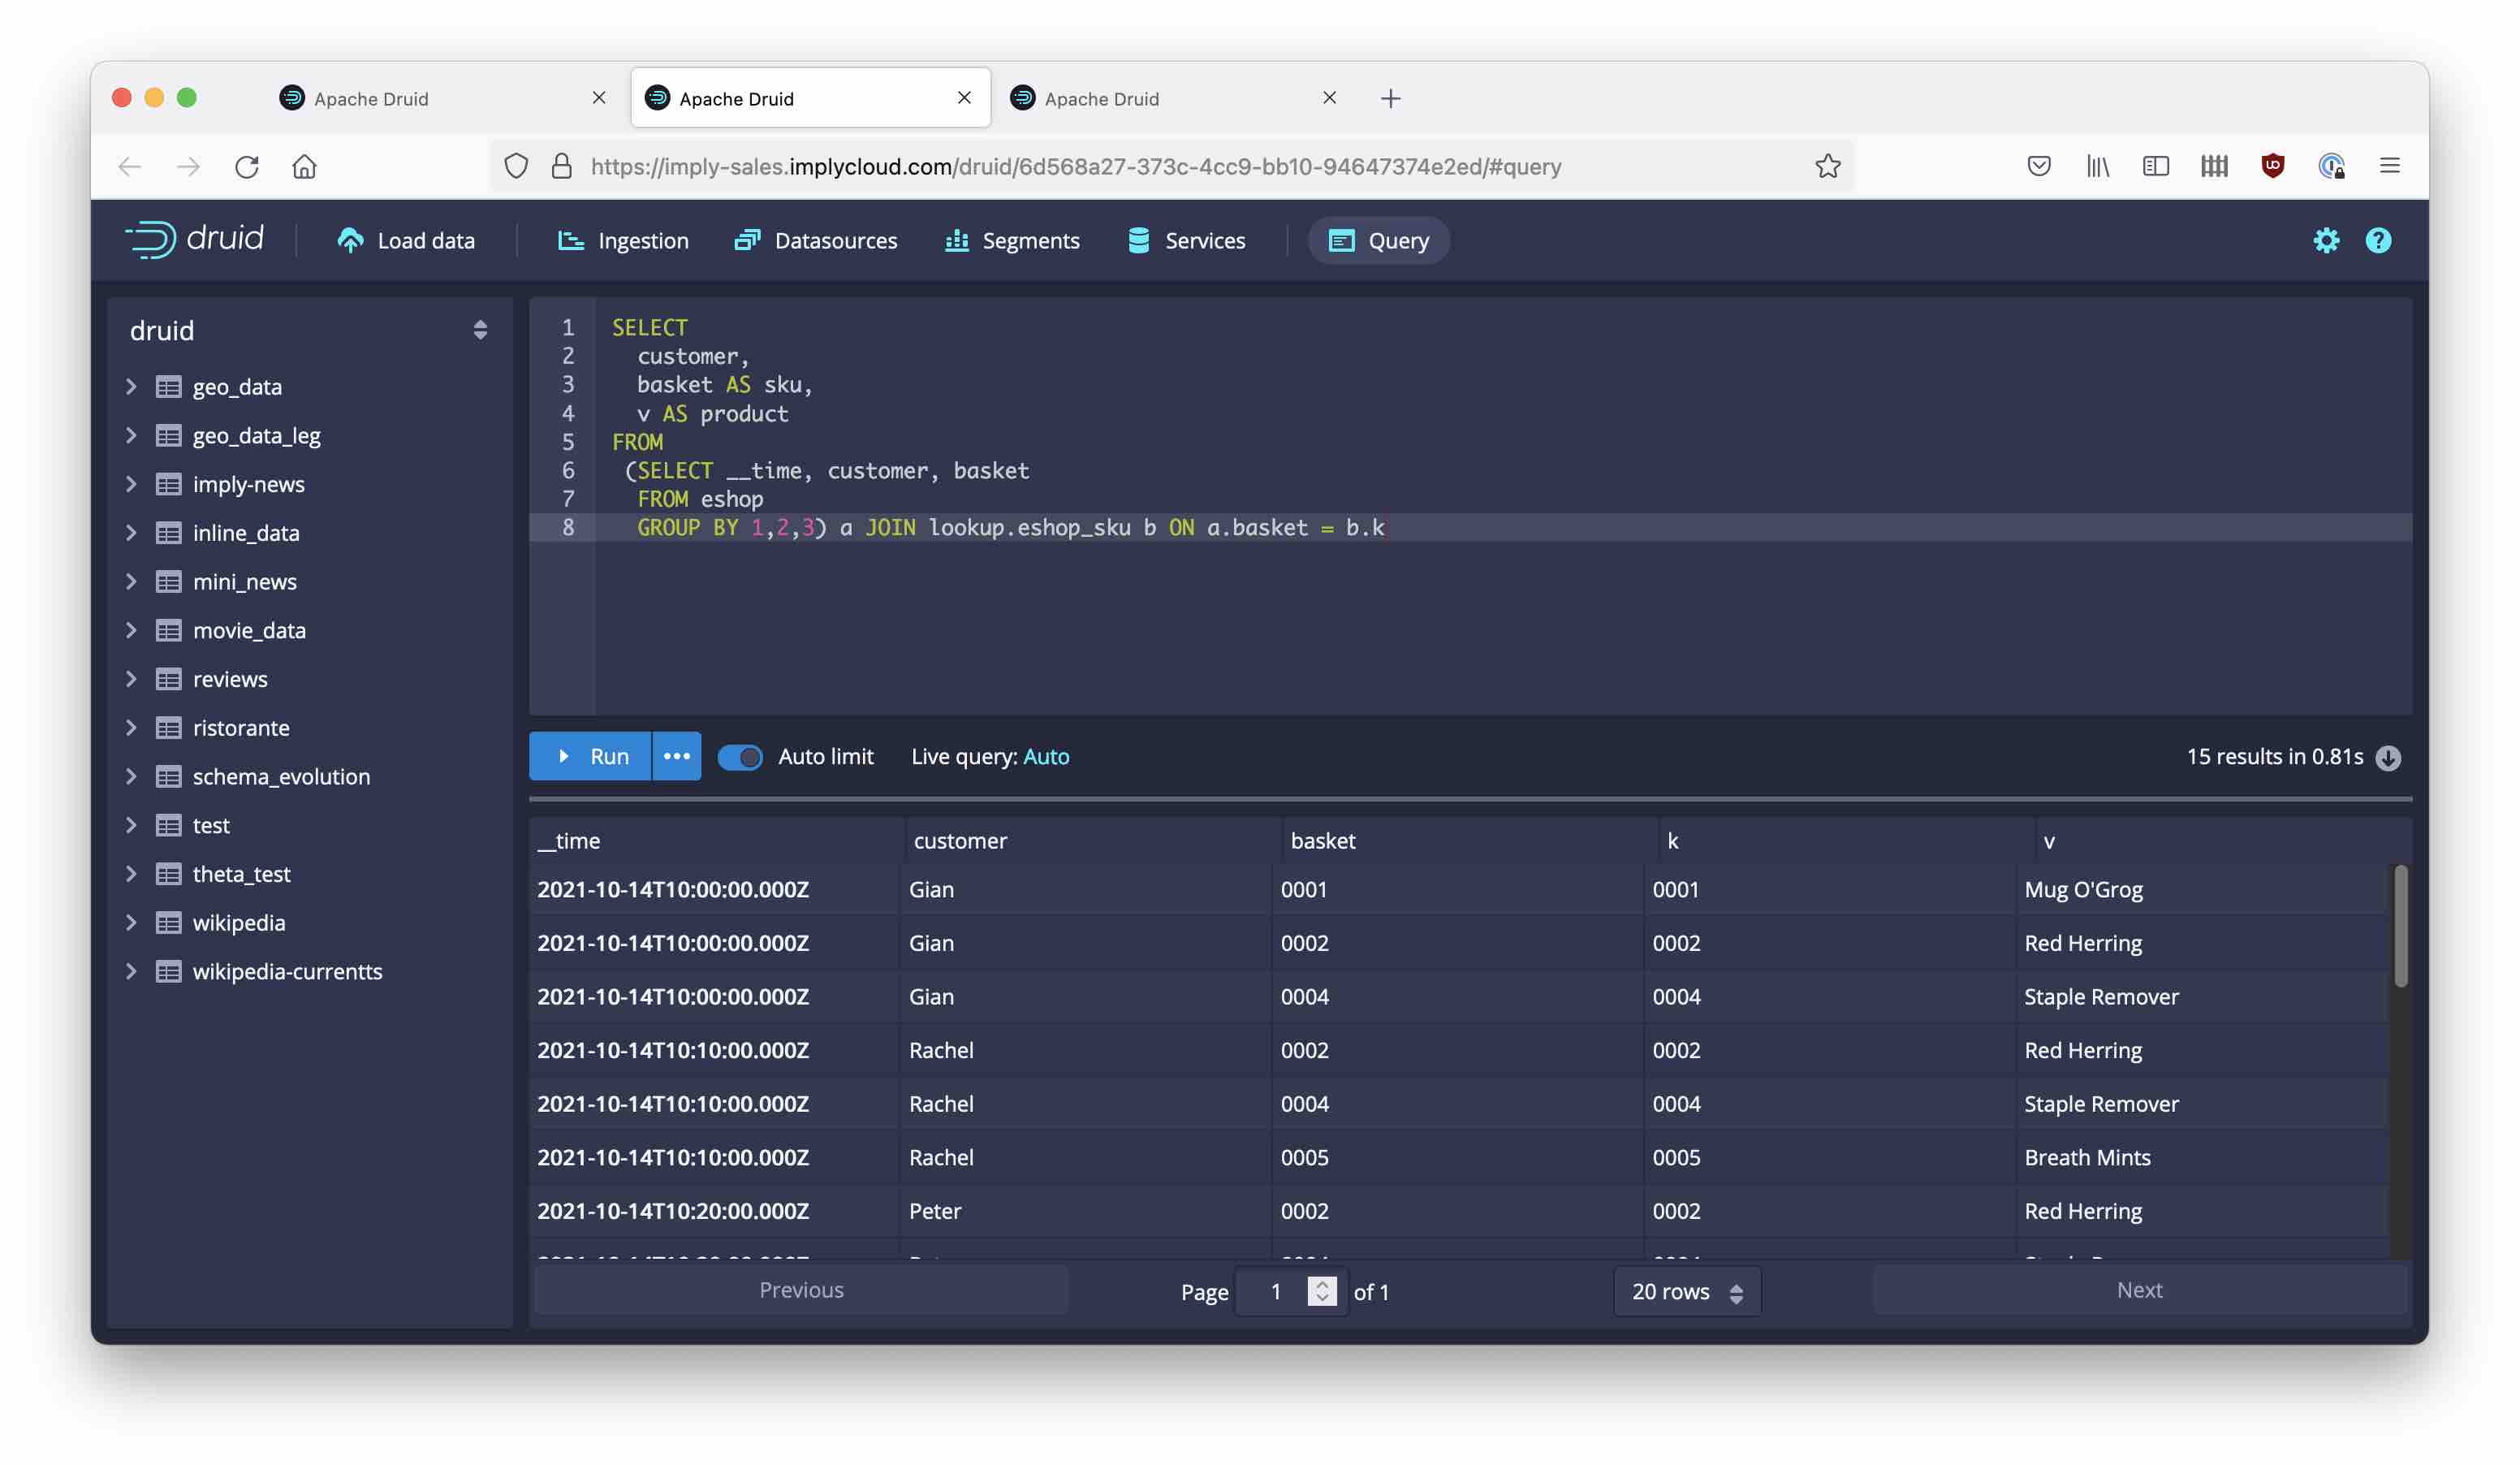 Apache Druid
Apache Druid
Apache Druid
https://imply-sales.implycloud.com/druid/6d568a27-373c-4cc9-bb10-94647374e2ed/#query
druid
Load data
Ingestion
Datasources
Segments
Services
Query
druid
geo_data
geo_data_leg
imply-news
inline_data
mini_news
movie_data
reviews
ristorante
schema_evolution
test
theta_test
wikipedia
wikipedia-currentts
1 SELECT
2 customer,
3 basket AS sku,
4 v AS product
5 FROM
6 (SELECT __time, customer, basket
7 FROM eshop
8 GROUP BY 1,2,3) a JOIN lookup.eshop_sku b ON a.basket = b.k
Run ••• Auto limit Live query: Auto 15 results in 0.81s
__time customer basket k v
2021-10-14T10:00:00.000Z Gian 0001 0001 Mug O'Grog
2021-10-14T10:00:00.000Z Gian 0002 0002 Red Herring
2021-10-14T10:00:00.000Z Gian 0004 0004 Staple Remover
2021-10-14T10:10:00.000Z Rachel 0002 0002 Red Herring
2021-10-14T10:10:00.000Z Rachel 0004 0004 Staple Remover
2021-10-14T10:10:00.000Z Rachel 0005 0005 Breath Mints
2021-10-14T10:20:00.000Z Peter 0002 0002 Red Herring
Previous Page 1 of 1 20 rows Next